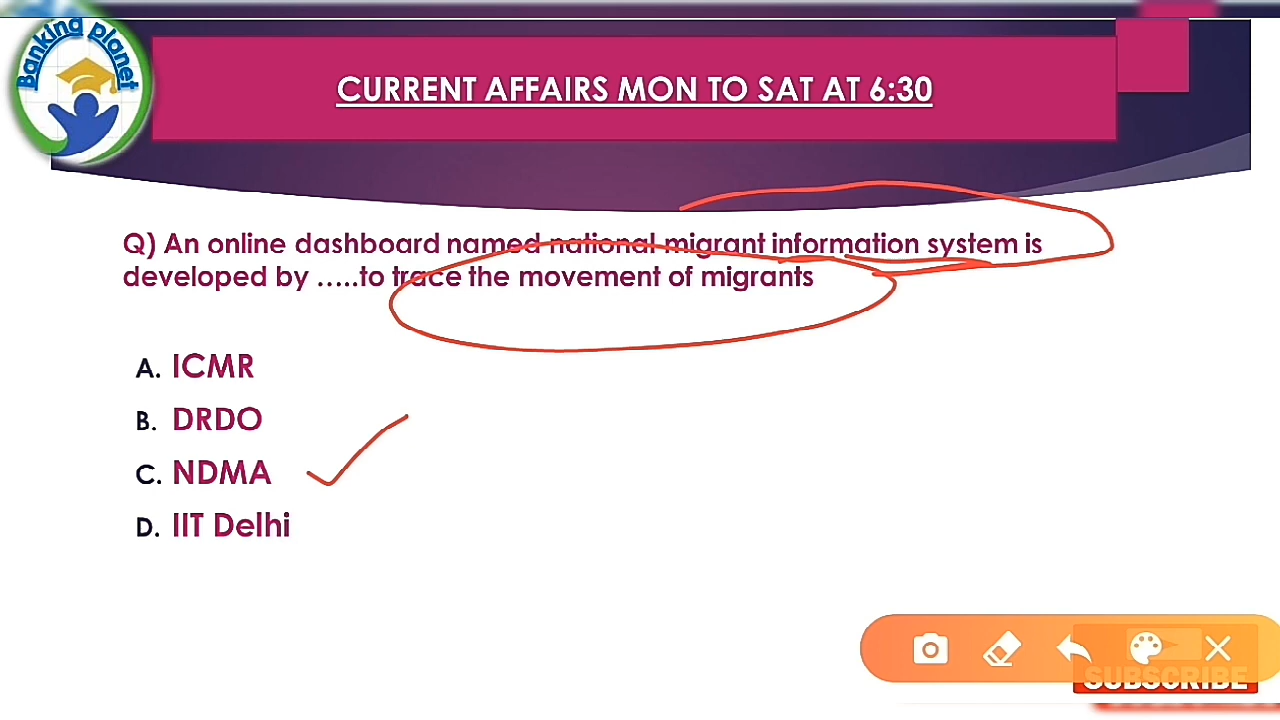 Banking Planet
CURRENT AFFAIRS MON TO SAT AT 6:30
Q) An online dashboard named national migrant information system is
developed by .....to trace the movement of migrants
A. ICMR
B. DRDO
C. NDMA
D. IIT Delhi
SUBSCRIBE